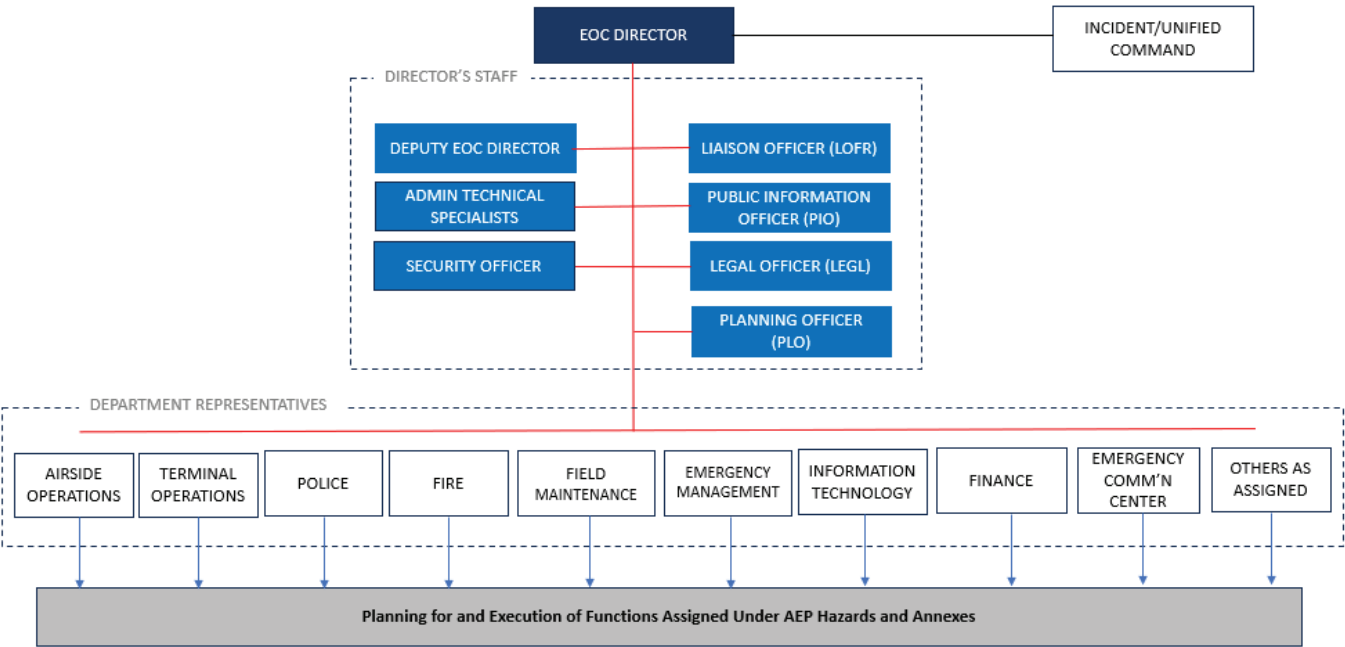 EOC DIRECTOR
INCIDENT/UNIFIED
COMMAND
DIRECTOR'S STAFF
DEPUTY EOC DIRECTOR
LIAISON OFFICER (LOFR)
ADMIN TECHNICAL
SPECIALISTS
PUBLIC INFORMATION
OFFICER (PIO)
SECURITY OFFICER
LEGAL OFFICER (LEGL)
PLANNING OFFICER
(PLO)
DEPARTMENT REPRESENTATIVES
AIRSIDE
OPERATIONS
TERMINAL
OPERATIONS
POLICE
FIRE
FIELD
MAINTENANCE
EMERGENCY
MANAGEMENT
INFORMATION
TECHNOLOGY
FINANCE
EMERGENCY
COMM'N
CENTER
OTHERS AS
ASSIGNED
Planning for and Execution of Functions Assigned Under AEP Hazards and Annexes